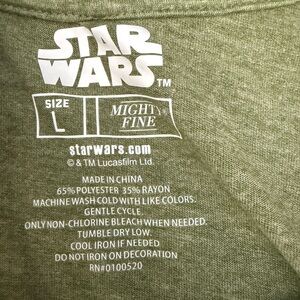 STAR
WARS™
SIZE
L
MIGHTY
FINE
starwars.com
© & TM Lucasfilm Ltd.
MADE IN CHINA
65% POLYESTER 35% RAYON
MACHINE WASH COLD WITH LIKE COLORS.
GENTLE CYCLE.
ONLY NON-CHLORINE BLEACH WHEN NEEDED.
TUMBLE DRY LOW.
COOL IRON IF NEEDED
DO NOT IRON ON DECORATION
RN#0100520